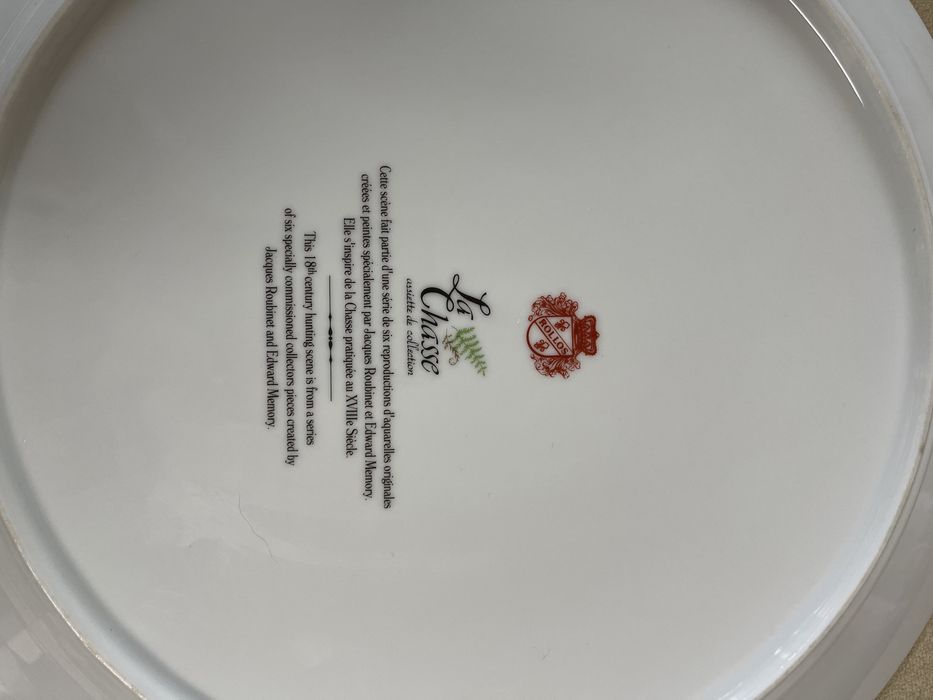 ROLLOS
La
Chasse
assiette de collection
Cette scène fait partie d'une série de six reproductions d'aquarelles originales
créées et peintes spécialement par Jacques Roubinet et Edward Memory.
Elle s'inspire de la Chasse pratiquée au XVIIIe Siècle.
This 18th century hunting scene is from a series
of six specially commissioned collectors pieces created by
Jacques Roubinet and Edward Memory.